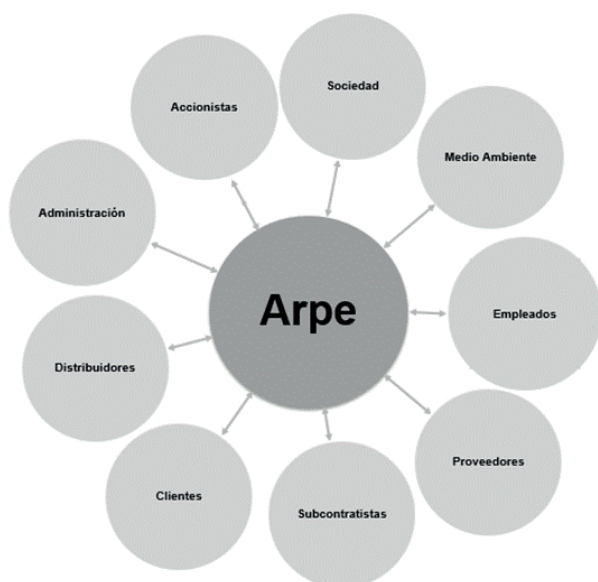 Sociedad
Accionistas
Medio Ambiente
Administración
Arpe
Empleados
Distribuidores
Proveedores
Clientes
Subcontratistas